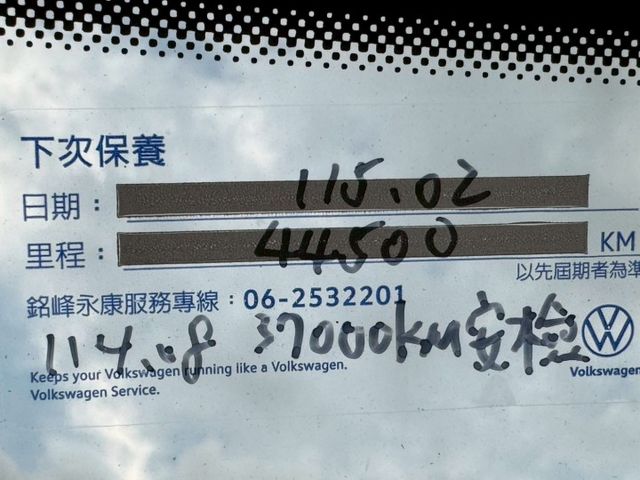 下次保養
日期：115.02
里程：44500 KM
以先屆期者為準
銘峰永康服務專線：06-2532201
114.08 37000KM安檢
Keeps your Volkswagen running like a Volkswagen.
Volkswagen Service.
Volkswagen